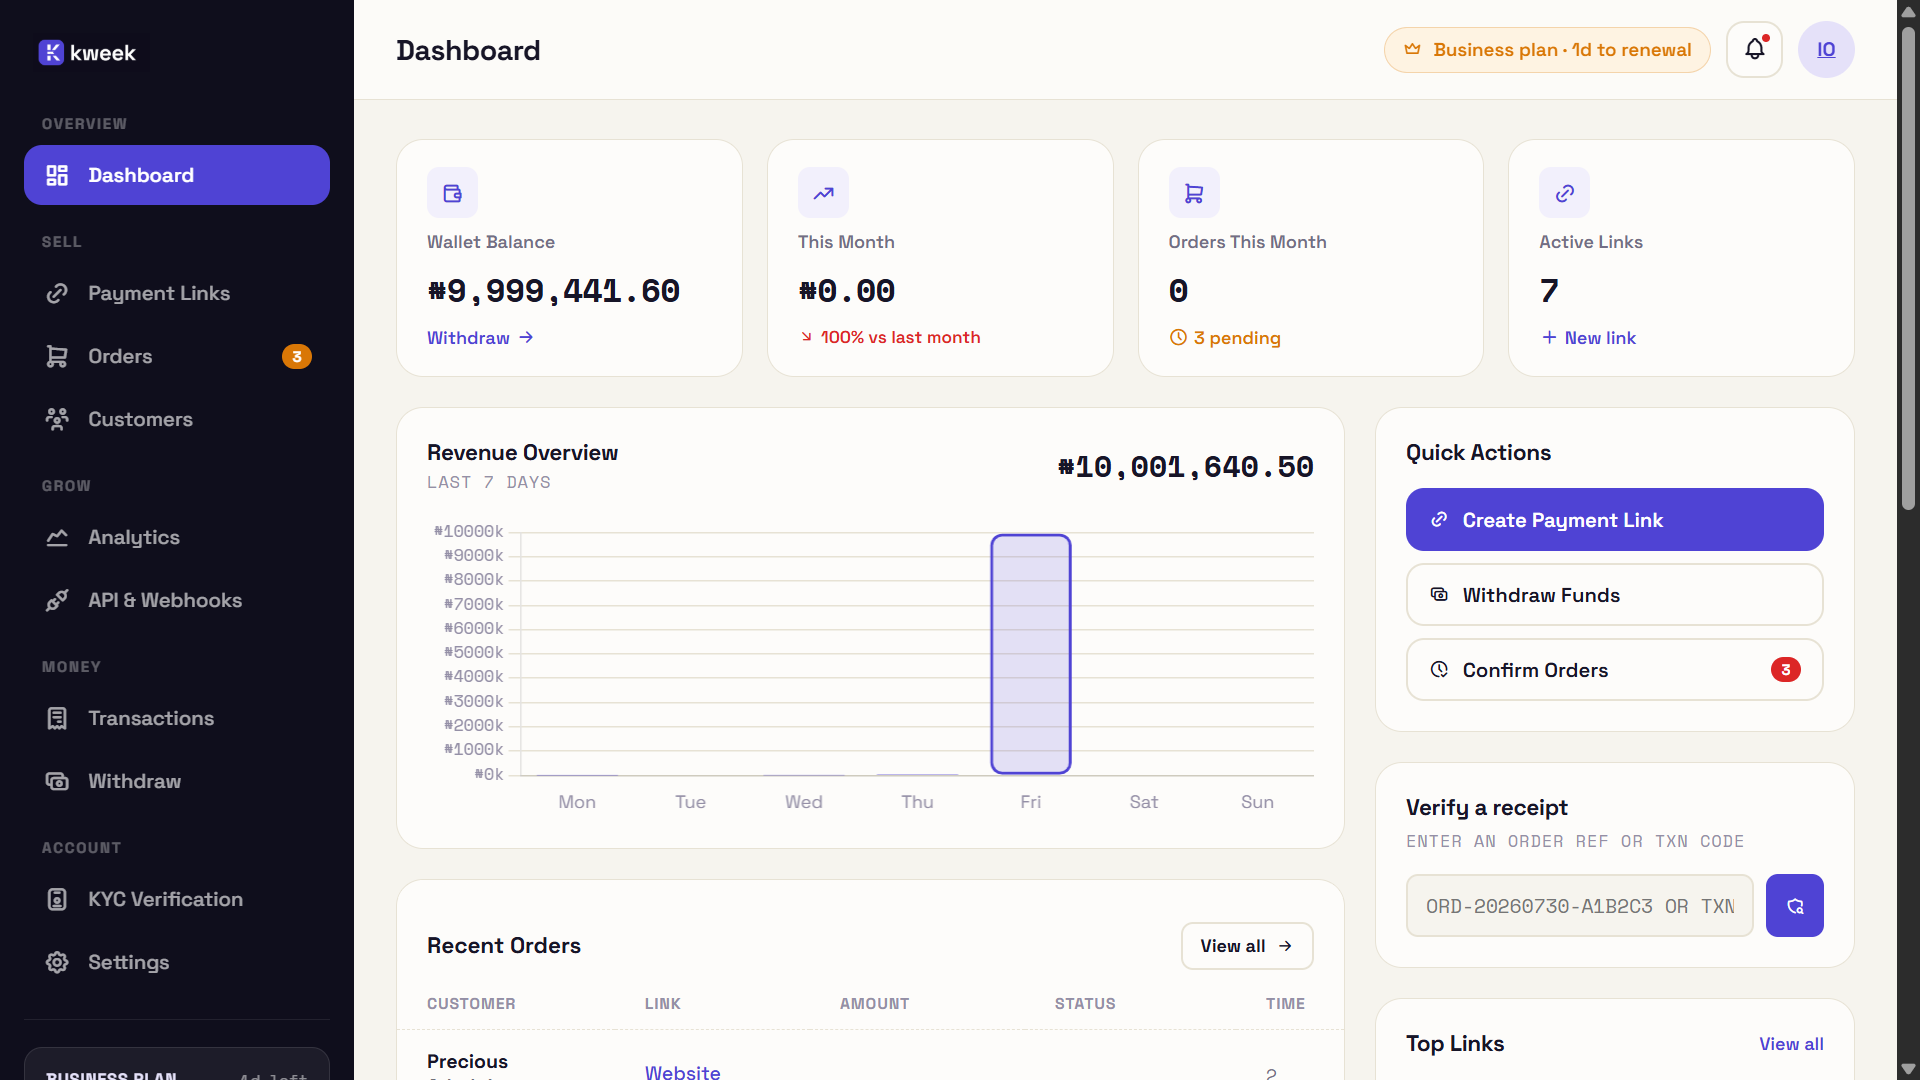 kweek
OVERVIEW
Dashboard
SELL
Payment Links
Orders
3
Customers
GROW
Analytics
API & Webhooks
MONEY
Transactions
Withdraw
ACCOUNT
KYC Verification
Settings
BUSINESS PLAN
Dashboard
Business plan · 1d to renewal
IO
Wallet Balance
₦9,999,441.60
Withdraw →
This Month
₦0.00
↘ 100% vs last month
Orders This Month
0
3 pending
Active Links
7
+ New link
Revenue Overview
LAST 7 DAYS
₦10,001,640.50
₦10000k
₦9000k
₦8000k
₦7000k
₦6000k
₦5000k
₦4000k
₦3000k
₦2000k
₦1000k
₦0k
Mon Tue Wed Thu Fri Sat Sun
Quick Actions
Create Payment Link
Withdraw Funds
Confirm Orders
3
Verify a receipt
ENTER AN ORDER REF OR TXN CODE
ORD-20260730-A1B2C3 OR TXN
Recent Orders
View all →
CUSTOMER LINK AMOUNT STATUS TIME
Precious
Website
Top Links
View all